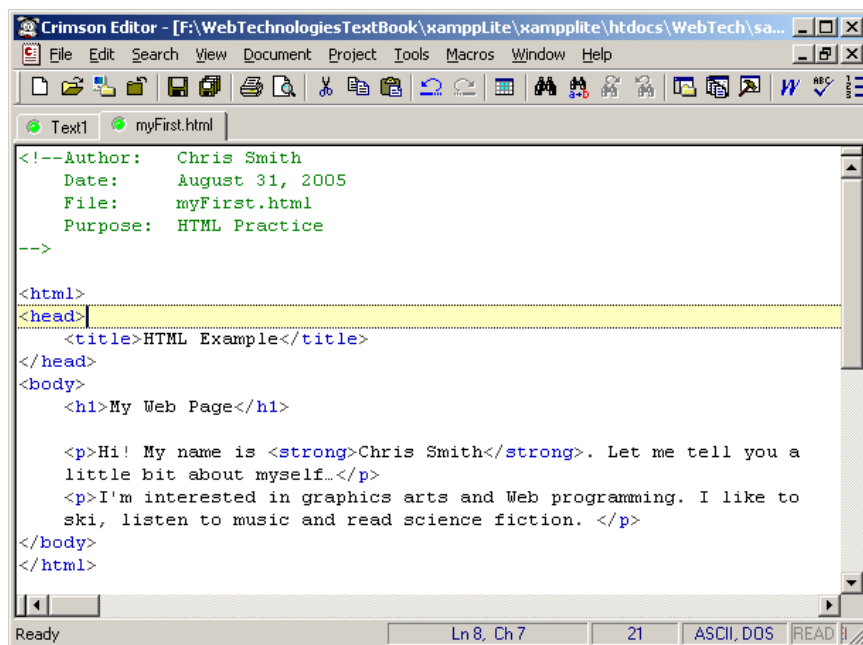 Crimson Editor - [F:\WebTechnologiesTextBook\xamppLite\xampplite\htdocs\WebTech\sa...
File Edit Search View Document Project Tools Macros Window Help
Text1 myFirst.html
<!--Author:   Chris Smith
    Date:     August 31, 2005
    File:     myFirst.html
    Purpose:  HTML Practice
-->
<html>
<head>
    <title>HTML Example</title>
</head>
<body>
    <h1>My Web Page</h1>
    <p>Hi! My name is <strong>Chris Smith</strong>. Let me tell you a
    little bit about myself…</p>
    <p>I'm interested in graphics arts and Web programming. I like to
    ski, listen to music and read science fiction. </p>
</body>
</html>
Ready Ln 8, Ch 7 21 ASCII, DOS READ